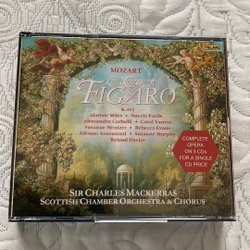 MOZART
Le Nozze di
FIGARO
K.492
Alastair Miles • Nuccia Focile
Alessandro Corbelli • Carol Vaness
Susanne Mentzer • Rebecca Evans
Alfonso Antoniozzi • Suzanne Murphy
Ryland Davies
COMPLETE
OPERA
ON 3 CDs
FOR A SINGLE
CD PRICE
SIR CHARLES MACKERRAS
SCOTTISH CHAMBER ORCHESTRA & CHORUS